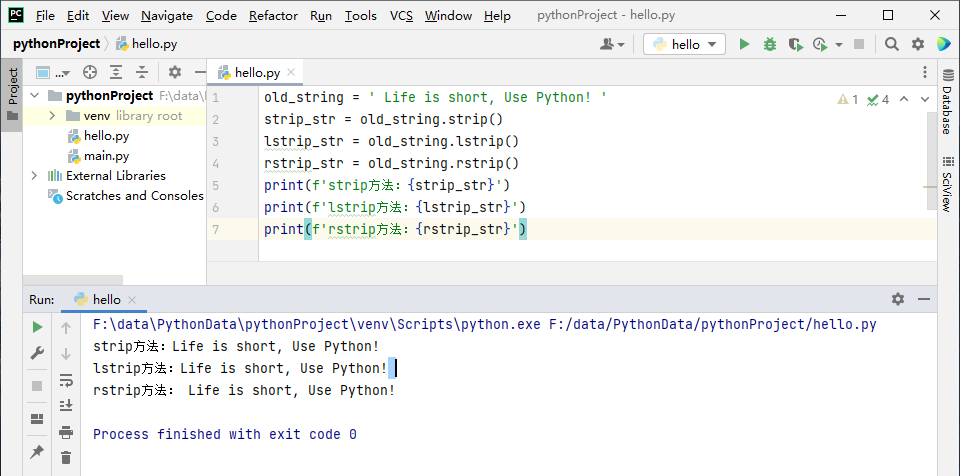 PC File Edit View Navigate Code Refactor Run Tools VCS Window Help pythonProject - hello.py
pythonProject hello.py hello
Project
... hello.py
pythonProject F:\data\
venv library root
hello.py
main.py
External Libraries
Scratches and Consoles
1 old_string = ' Life is short, Use Python! '
2 strip_str = old_string.strip()
3 lstrip_str = old_string.lstrip()
4 rstrip_str = old_string.rstrip()
5 print(f'strip方法：{strip_str}')
6 print(f'lstrip方法：{lstrip_str}')
7 print(f'rstrip方法：{rstrip_str}')
1 4
Database
SciView
Run: hello
F:\data\PythonData\pythonProject\venv\Scripts\python.exe F:/data/PythonData/pythonProject/hello.py
strip方法：Life is short, Use Python!
lstrip方法：Life is short, Use Python!
rstrip方法： Life is short, Use Python!
Process finished with exit code 0